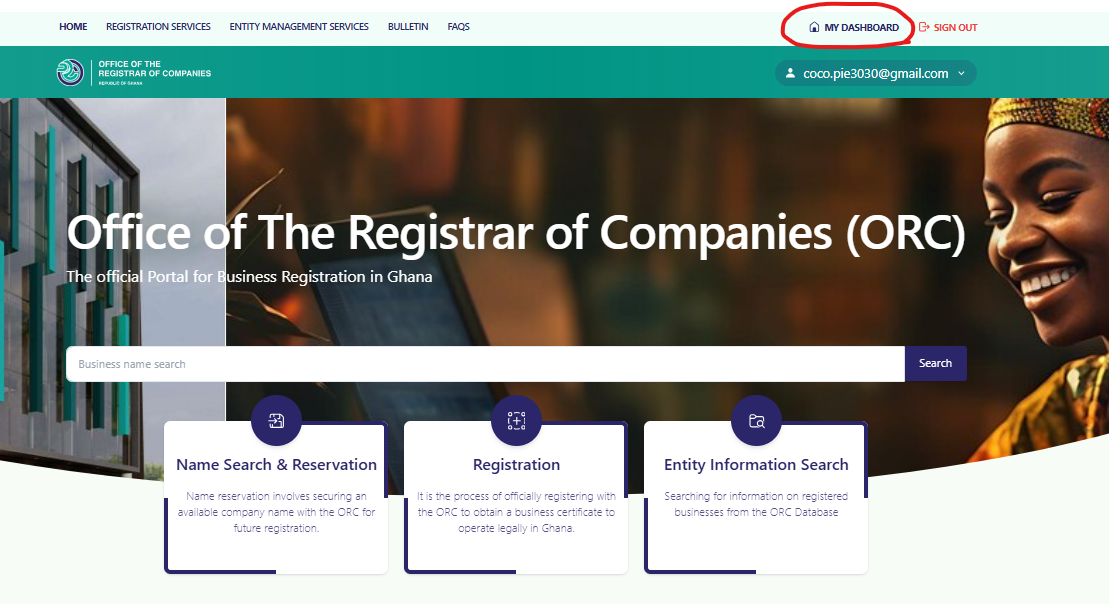 HOME REGISTRATION SERVICES ENTITY MANAGEMENT SERVICES BULLETIN FAQS MY DASHBOARD SIGN OUT
OFFICE OF THE
REGISTRAR OF COMPANIES
REPUBLIC OF GHANA
coco.pie3030@gmail.com
Office of The Registrar of Companies (ORC)
The official Portal for Business Registration in Ghana
Business name search Search
Name Search & Reservation
Name reservation involves securing an
available company name with the ORC for
future registration.
Registration
It is the process of officially registering with
the ORC to obtain a business certificate to
operate legally in Ghana.
Entity Information Search
Searching for information on registered
businesses from the ORC Database